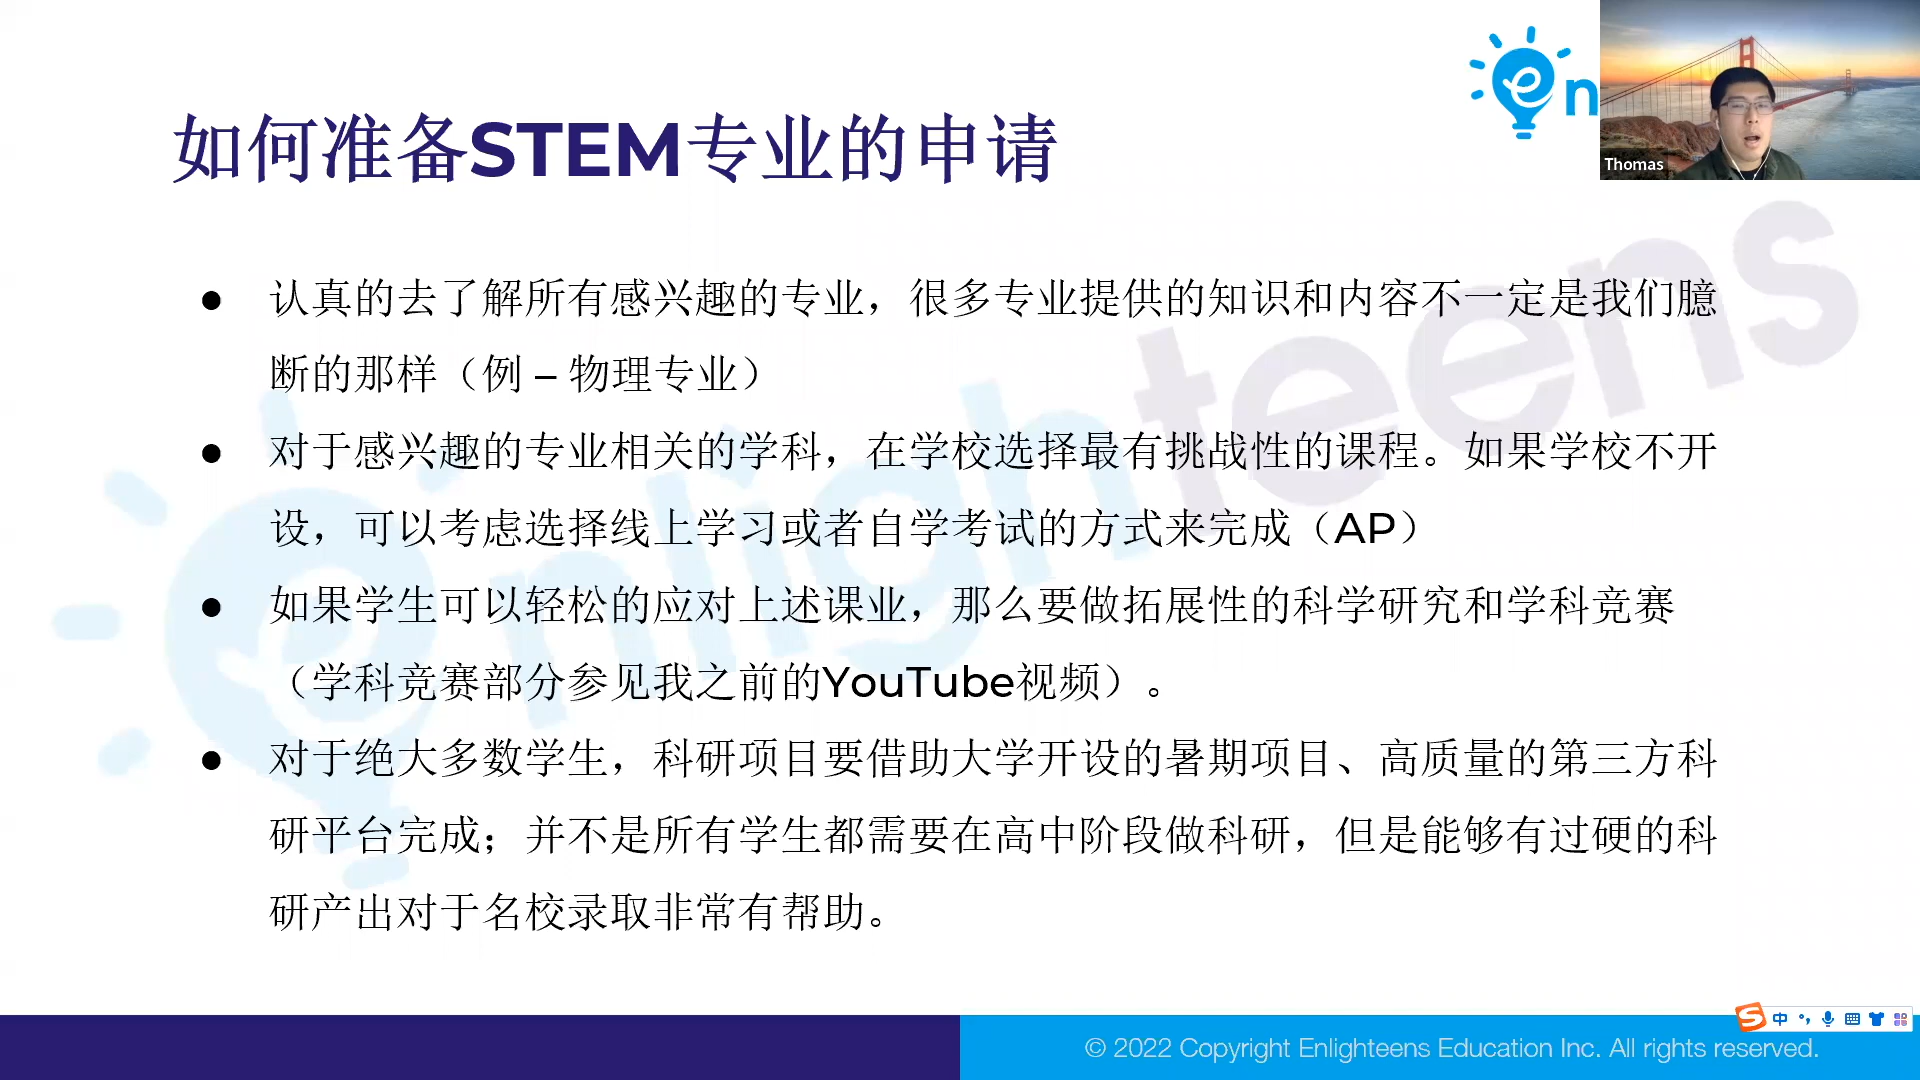 如何准备STEM专业的申请
en
Thomas
● 认真的去了解所有感兴趣的专业，很多专业提供的知识和内容不一定是我们臆
断的那样（例 – 物理专业）
● 对于感兴趣的专业相关的学科，在学校选择最有挑战性的课程。如果学校不开
设，可以考虑选择线上学习或者自学考试的方式来完成（AP）
● 如果学生可以轻松的应对上述课业，那么要做拓展性的科学研究和学科竞赛
（学科竞赛部分参见我之前的YouTube视频）。
● 对于绝大多数学生，科研项目要借助大学开设的暑期项目、高质量的第三方科
研平台完成；并不是所有学生都需要在高中阶段做科研，但是能够有过硬的科
研产出对于名校录取非常有帮助。
enlighteens
S 中
© 2022 Copyright Enlighteens Education Inc. All rights reserved.